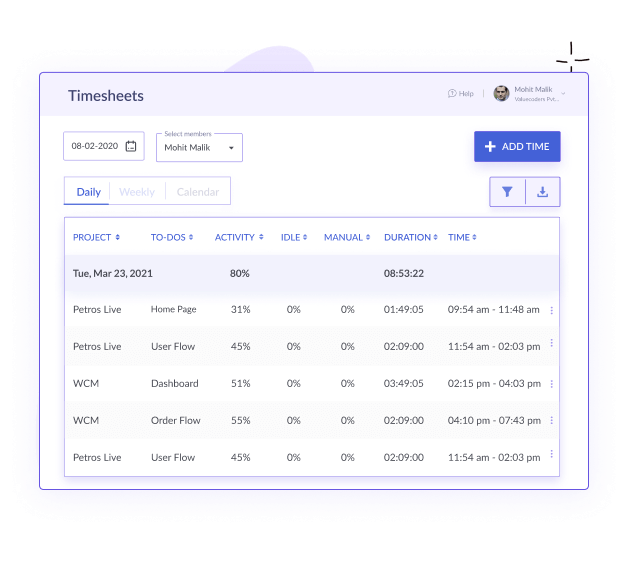 Timesheets
Help
Mohit Malik
Valuecoders Pvt...
08-02-2020
Select members
Mohit Malik
ADD TIME
Daily Weekly Calendar
PROJECT TO-DOS ACTIVITY IDLE MANUAL DURATION TIME
Tue, Mar 23, 2021 80% 08:53:22
Petros Live Home Page 31% 0% 0% 01:49:05 09:54 am - 11:48 am
Petros Live User Flow 45% 0% 0% 02:09:00 11:54 am - 02:03 pm
WCM Dashboard 51% 0% 0% 03:49:05 02:15 pm - 04:03 pm
WCM Order Flow 55% 0% 0% 02:09:00 04:10 pm - 07:43 pm
Petros Live User Flow 45% 0% 0% 02:09:00 11:54 am - 02:03 pm